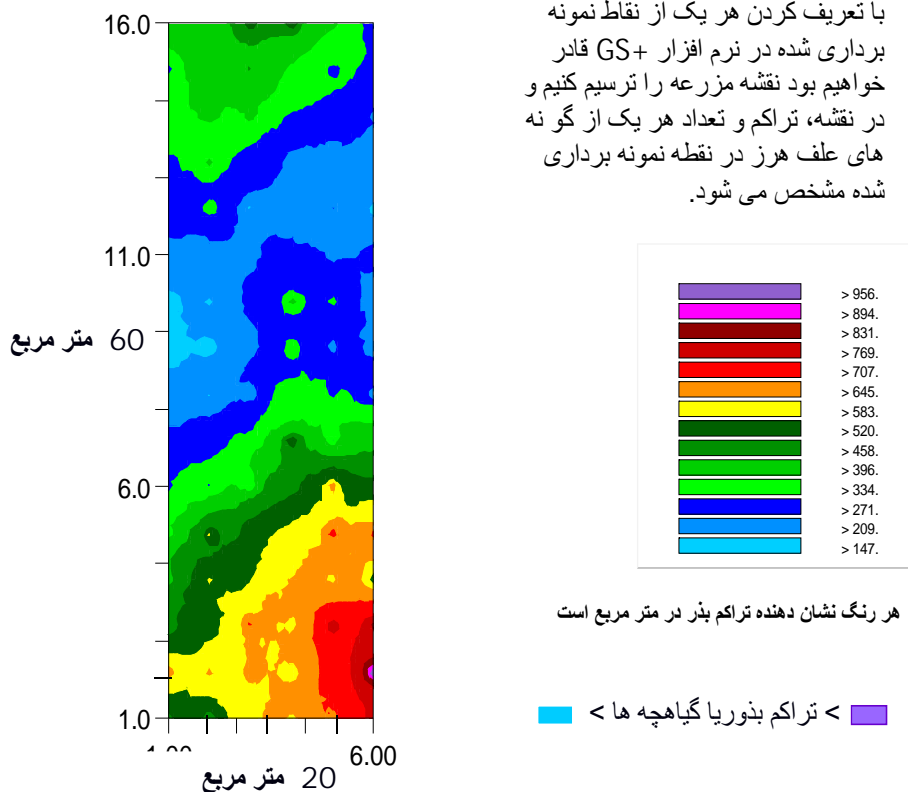 با تعریف کردن هر یک از نقاط نمونه
برداری شده در نرم افزار GS+ قادر
خواهیم بود نقشه مزرعه را ترسیم کنیم و
در نقشه، تراکم و تعداد هر یک از گو نه
های علف هرز در نقطه نمونه برداری
شده مشخص می شود.
16.0
11.0
60 متر مربع
6.0
1.0
6.00
20 متر مربع
> 956.
> 894.
> 831.
> 769.
> 707.
> 645.
> 583.
> 520.
> 458.
> 396.
> 334.
> 271.
> 209.
> 147.
هر رنگ نشان دهنده تراکم بذر در متر مربع است
> تراکم بذوریا گیاهچه ها >